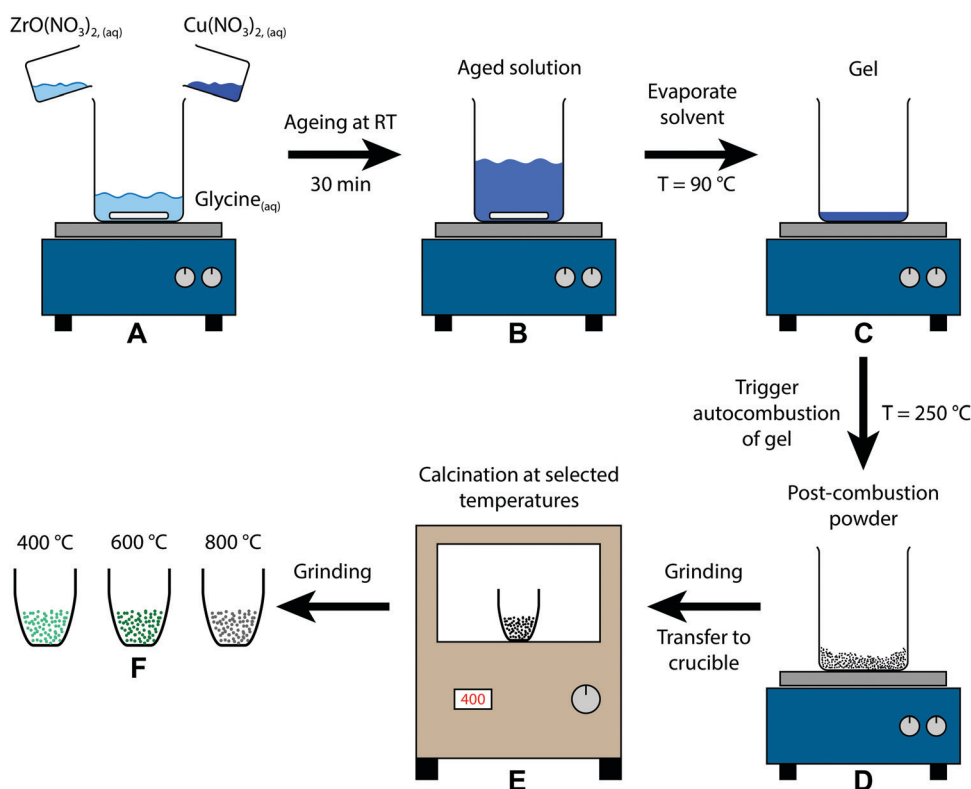 ZrO(NO3)2, (aq)
Cu(NO3)2, (aq)
Glycine(aq)
A
Ageing at RT
30 min
Aged solution
B
Evaporate
solvent
T = 90 °C
Gel
C
Trigger
autocombustion
of gel
T = 250 °C
Post-combustion
powder
D
Grinding
Transfer to
crucible
Calcination at selected
temperatures
400
E
Grinding
400 °C
600 °C
800 °C
F